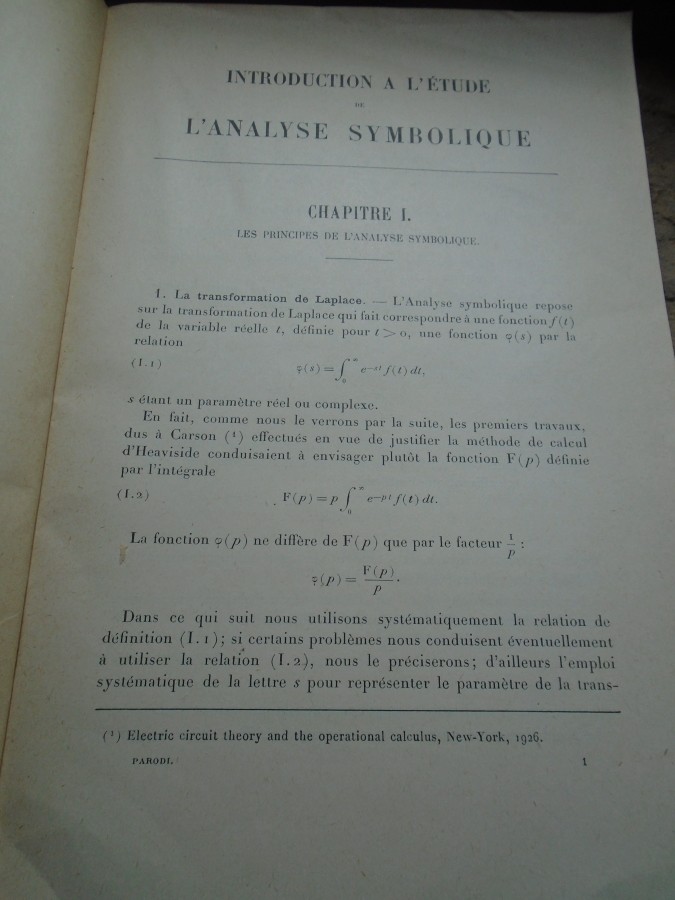 INTRODUCTION A L'ÉTUDE
DE
L'ANALYSE SYMBOLIQUE
CHAPITRE I.
LES PRINCIPES DE L'ANALYSE SYMBOLIQUE.
1. La transformation de Laplace. — L'Analyse symbolique repose
sur la transformation de Laplace qui fait correspondre à une fonction f(t)
de la variable réelle t, définie pour t > 0, une fonction φ(s) par la
relation
(I.1) φ(s) = ∫₀^∞ e^{-st} f(t) dt,
s étant un paramètre réel ou complexe.
En fait, comme nous le verrons par la suite, les premiers travaux,
dus à Carson (¹) effectués en vue de justifier la méthode de calcul
d'Heaviside conduisaient à envisager plutôt la fonction F(p) définie
par l'intégrale
(I.2) F(p) = p ∫₀^∞ e^{-pt} f(t) dt.
La fonction φ(p) ne diffère de F(p) que par le facteur 1/p :
φ(p) = F(p)/p.
Dans ce qui suit nous utilisons systématiquement la relation de
définition (I.1); si certains problèmes nous conduisent éventuellement
à utiliser la relation (I.2), nous le préciserons; d'ailleurs l'emploi
systématique de la lettre s pour représenter le paramètre de la trans-
(¹) Electric circuit theory and the operational calculus, New-York, 1926.
PARODI. 1